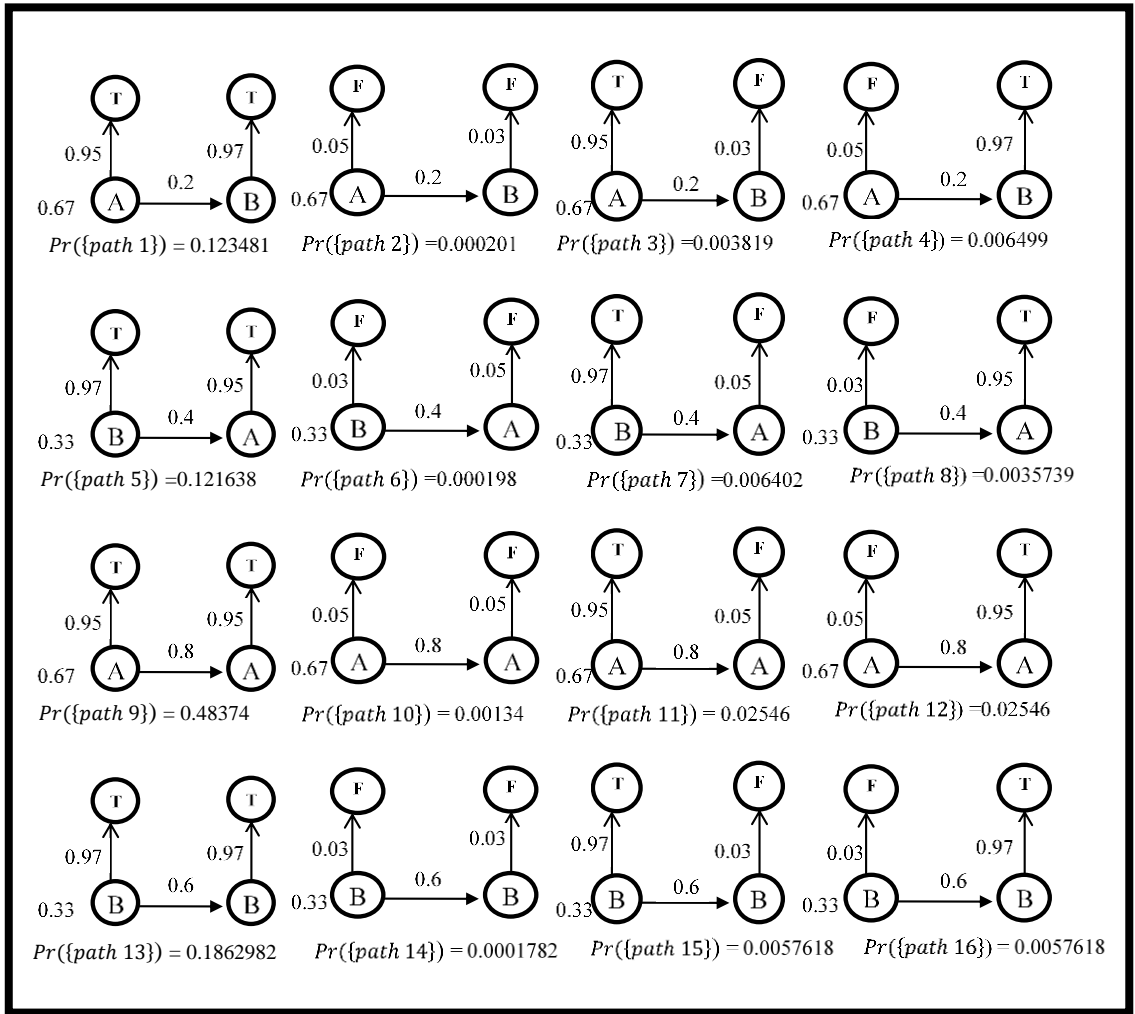 T T F F T F F T
0.95 0.97 0.05 0.03 0.95 0.03 0.05 0.97
0.67 A 0.2 B 0.67 A 0.2 B 0.67 A 0.2 B 0.67 A 0.2 B
Pr({path 1}) = 0.123481 Pr({path 2}) =0.000201 Pr({path 3}) =0.003819 Pr({path 4}) = 0.006499
T T F F T F F T
0.97 0.95 0.03 0.05 0.97 0.05 0.03 0.95
0.33 B 0.4 A 0.33 B 0.4 A 0.33 B 0.4 A 0.33 B 0.4 A
Pr({path 5}) =0.121638 Pr({path 6}) =0.000198 Pr({path 7}) =0.006402 Pr({path 8}) =0.0035739
T T F F T F F T
0.95 0.95 0.05 0.05 0.95 0.05 0.05 0.95
0.67 A 0.8 A 0.67 A 0.8 A 0.67 A 0.8 A 0.67 A 0.8 A
Pr({path 9}) = 0.48374 Pr({path 10}) = 0.00134 Pr({path 11}) = 0.02546 Pr({path 12}) =0.02546
T T F F T F F T
0.97 0.97 0.03 0.03 0.97 0.03 0.03 0.97
0.33 B 0.6 B 0.33 B 0.6 B 0.33 B 0.6 B 0.33 B 0.6 B
Pr({path 13}) = 0.1862982 Pr({path 14}) = 0.0001782 Pr({path 15}) = 0.0057618 Pr({path 16}) = 0.0057618